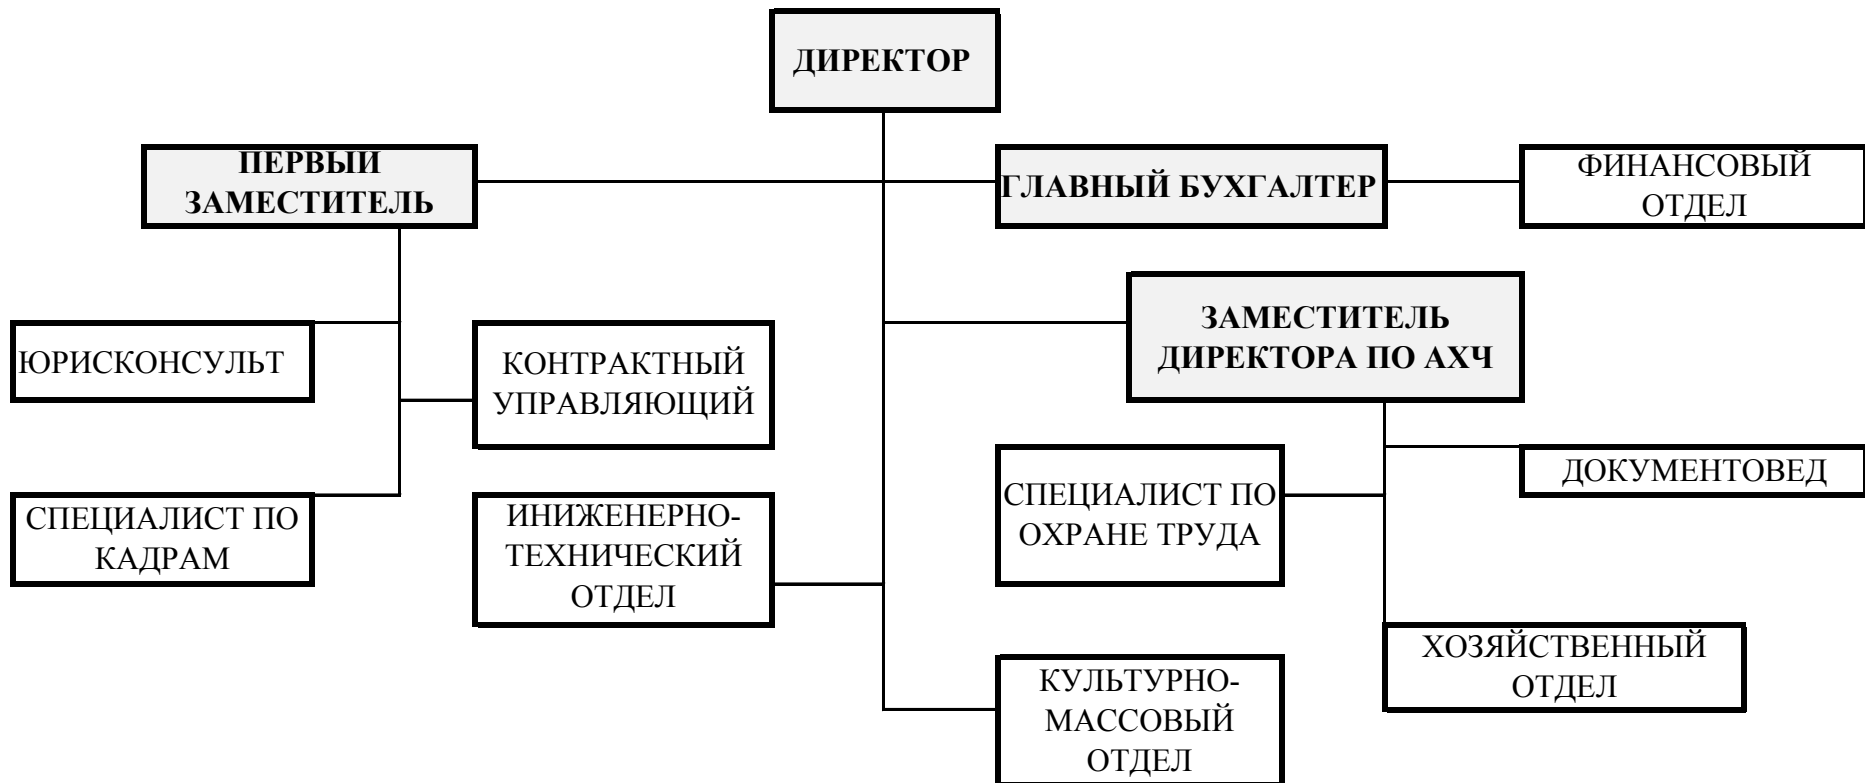 ДИРЕКТОР
ПЕРВЫЙ
ЗАМЕСТИТЕЛЬ
ГЛАВНЫЙ БУХГАЛТЕР
ФИНАНСОВЫЙ
ОТДЕЛ
ЗАМЕСТИТЕЛЬ
ДИРЕКТОРА ПО АХЧ
ЮРИСКОНСУЛЬТ
КОНТРАКТНЫЙ
УПРАВЛЯЮЩИЙ
ДОКУМЕНТОВЕД
СПЕЦИАЛИСТ ПО
ОХРАНЕ ТРУДА
СПЕЦИАЛИСТ ПО
КАДРАМ
ИНИЖЕНЕРНО-
ТЕХНИЧЕСКИЙ
ОТДЕЛ
ХОЗЯЙСТВЕННЫЙ
ОТДЕЛ
КУЛЬТУРНО-
МАССОВЫЙ
ОТДЕЛ